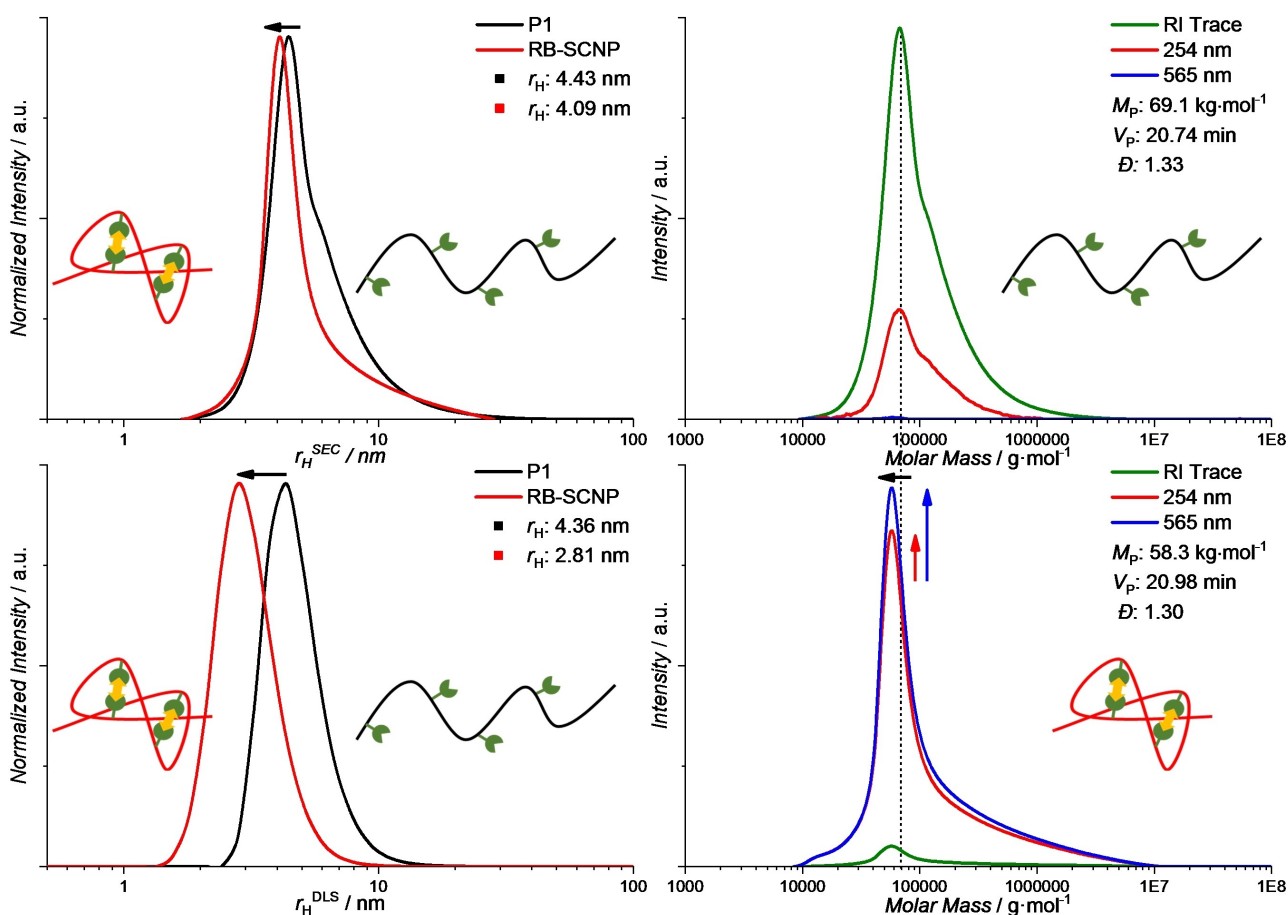 Normalized Intensity / a.u.
P1
RB-SCNP
rH: 4.43 nm
rH: 4.09 nm
1
10
100
rH^SEC / nm
Intensity / a.u.
RI Trace
254 nm
565 nm
MP: 69.1 kg·mol⁻¹
VP: 20.74 min
Đ: 1.33
1000
10000
100000
1000000
1E7
1E8
Molar Mass / g·mol⁻¹
Normalized Intensity / a.u.
P1
RB-SCNP
rH: 4.36 nm
rH: 2.81 nm
1
10
100
rH^DLS / nm
Intensity / a.u.
RI Trace
254 nm
565 nm
MP: 58.3 kg·mol⁻¹
VP: 20.98 min
Đ: 1.30
1000
10000
100000
1000000
1E7
1E8
Molar Mass / g·mol⁻¹